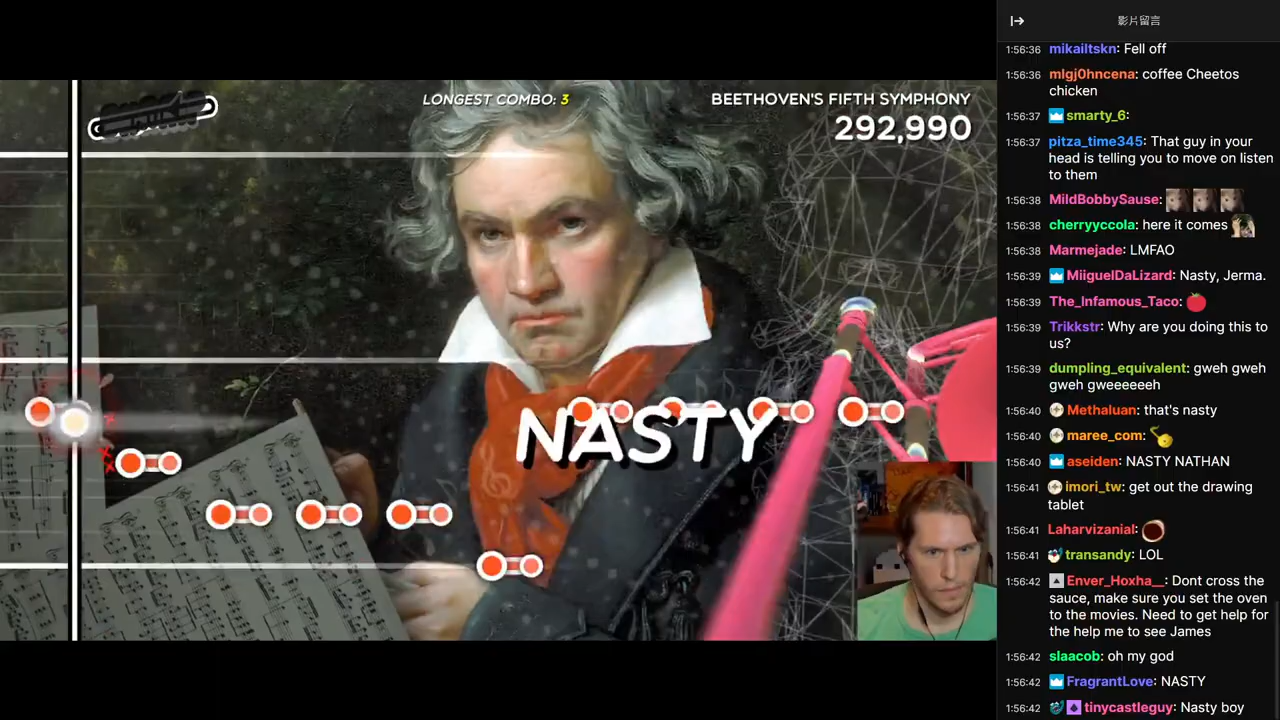 LONGEST COMBO: 3
BEETHOVEN'S FIFTH SYMPHONY
292,990
NASTY
影片留言
1:56:36 mikailtskn: Fell off
1:56:36 mlgj0hncena: coffee Cheetos
chicken
1:56:37 smarty_6:
1:56:37 pitza_time345: That guy in your
head is telling you to move on listen
to them
1:56:38 MildBobbySause:
1:56:38 cherryyccola: here it comes
1:56:38 Marmejade: LMFAO
1:56:39 MiiguelDaLizard: Nasty, Jerma.
1:56:39 The_Infamous_Taco:
1:56:39 Trikkstr: Why are you doing this to
us?
1:56:39 dumpling_equivalent: gweh gweh
gweh gweeeeeeh
1:56:40 Methaluan: that's nasty
1:56:40 maree_com:
1:56:40 aseiden: NASTY NATHAN
1:56:41 imori_tw: get out the drawing
tablet
1:56:41 Laharvizanial:
1:56:41 transandy: LOL
1:56:42 Enver_Hoxha__: Dont cross the
sauce, make sure you set the oven
to the movies. Need to get help for
the help me to see James
1:56:42 slaacob: oh my god
1:56:42 FragrantLove: NASTY
1:56:42 tinycastleguy: Nasty boy